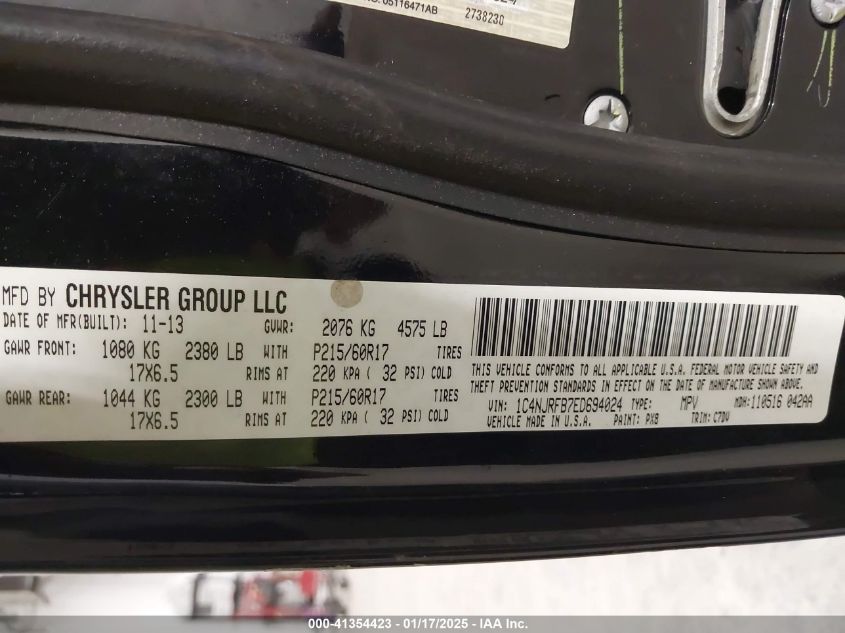 05116471AB
2738230
MFD BY CHRYSLER GROUP LLC
DATE OF MFR(BUILT): 11-13 GVWR: 2076 KG 4575 LB
GAWR FRONT: 1080 KG 2380 LB WITH P215/60R17 TIRES
17X6.5 RIMS AT 220 KPA ( 32 PSI) COLD
GAWR REAR: 1044 KG 2300 LB WITH P215/60R17 TIRES
17X6.5 RIMS AT 220 KPA ( 32 PSI) COLD
THIS VEHICLE CONFORMS TO ALL APPLICABLE U.S.A. FEDERAL MOTOR VEHICLE SAFETY AND
THEFT PREVENTION STANDARDS IN EFFECT ON THE DATE OF MANUFACTURE SHOWN ABOVE.
VIN: 1C4NJRFB7ED694024 TYPE: MPV MDH: 110516 042AA
VEHICLE MADE IN U.S.A. PAINT: PX8 TRIM: C7DV
000-41354423 - 01/17/2025 - IAA Inc.